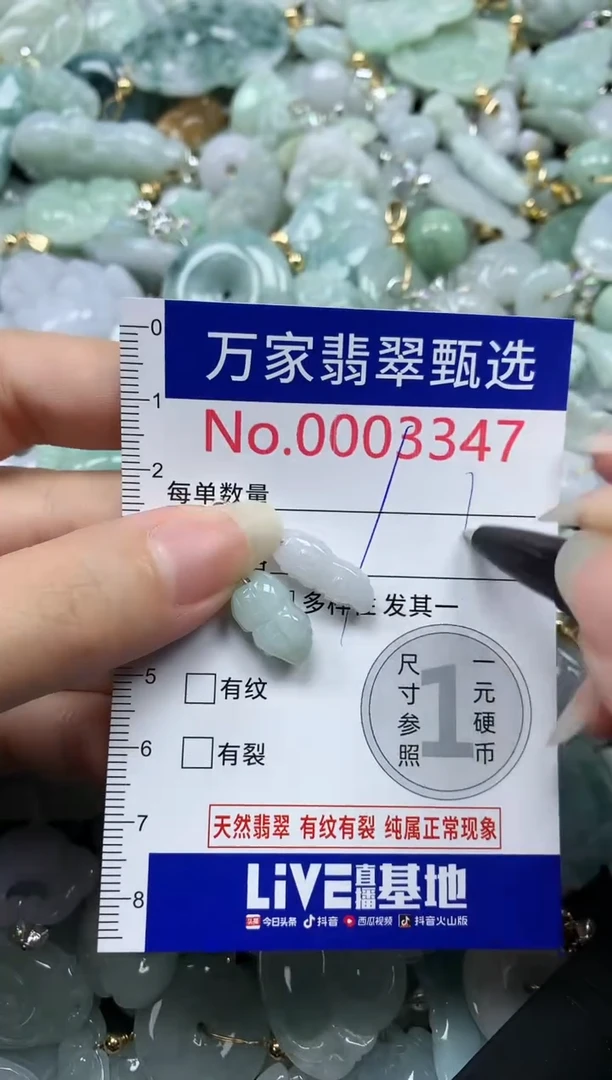 0
万家翡翠甄选
1
No.0003347
2
每单数量
多样性 发其一
5
有纹
尺寸参照
1
一元硬币
6
有裂
7
天然翡翠 有纹有裂 纯属正常现象
8
LiVE直播基地
头条 今日头条 抖音 西瓜视频 抖音火山版